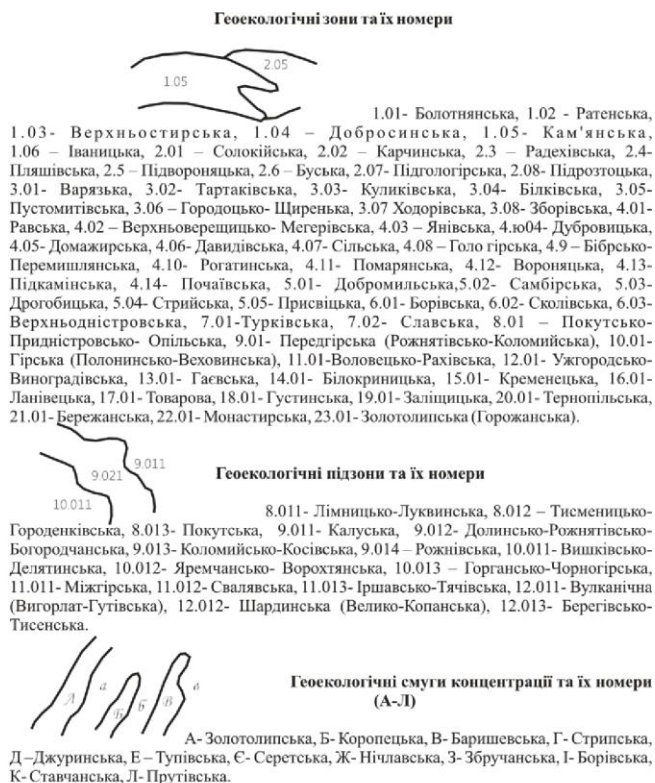 Геоекологічні зони та їх номери
2.05
1.05
1.01- Болотнянська, 1.02 - Ратенська,
1.03- Верхньостирська, 1.04 – Добросинська, 1.05- Кам'янська,
1.06 – Іваницька, 2.01 – Солокійська, 2.02 – Карчинська, 2.3 – Радехівська, 2.4-
Пляшівська, 2.5 – Підвороняцька, 2.6 – Буська, 2.07- Підгологірська, 2.08- Підрозтоцька,
3.01- Варязька, 3.02- Тартаківська, 3.03- Куликівська, 3.04- Білківська, 3.05-
Пустомитівська, 3.06 – Городоцько- Щиренька, 3.07 Ходорівська, 3.08- Зборівська, 4.01-
Равська, 4.02 – Верхньоверещицько- Мегерівська, 4.03 – Янівська, 4.ю04- Дубровицька,
4.05- Домажирська, 4.06- Давидівська, 4.07- Сільська, 4.08 – Голо гірська, 4.9 – Бібрсько-
Перемишлянська, 4.10- Рогатинська, 4.11- Помарянська, 4.12- Вороняцька, 4.13-
Підкамінська, 4.14- Почаївська, 5.01- Добромильська,5.02- Самбірська, 5.03-
Дрогобицька, 5.04- Стрийська, 5.05- Присвіцька, 6.01- Борівська, 6.02- Сколівська, 6.03-
Верхньодністровська, 7.01-Турківська, 7.02- Славська, 8.01 – Покутсько-
Придністровсько- Опільська, 9.01- Передгірська (Рожнятівсько-Коломийська), 10.01-
Гірська (Полонинсько-Веховинська), 11.01-Воловецько-Рахівська, 12.01- Ужгородсько-
Виноградівська, 13.01- Гаєвська, 14.01- Білокриницька, 15.01- Кременецька, 16.01-
Ланівецька, 17.01- Товарова, 18.01- Густинська, 19.01- Заліщицька, 20.01- Тернопільська,
21.01- Бережанська, 22.01- Монастирська, 23.01- Золотолипська (Горожанська).
9.011
9.021
10.011
Геоекологічні підзони та їх номери
8.011- Лімницько-Луквинська, 8.012 – Тисменицько-
Городенківська, 8.013- Покутська, 9.011- Калуська, 9.012- Долинсько-Рожнятівсько-
Богородчанська, 9.013- Коломийсько-Косівська, 9.014 – Рожнівська, 10.011- Вишківсько-
Делятинська, 10.012- Яремчансько- Ворохтянська, 10.013 – Горгансько-Чорногірська,
11.011- Міжгірська, 11.012- Свалявська, 11.013- Іршавсько-Тячівська, 12.011- Вулканічна
(Вигорлат-Гутівська), 12.012- Шардинська (Велико-Копанська), 12.013- Берегівсько-
Тисенська.
А а Б б В в
Геоекологічні смуги концентрації та їх номери
(А-Л)
А- Золотолипська, Б- Коропецька, В- Баришевська, Г- Стрипська,
Д –Джуринська, Е – Тупівська, Є- Серетська, Ж- Нічлавська, З- Збручанська, І- Борівська,
К- Ставчанська, Л- Прутівська.